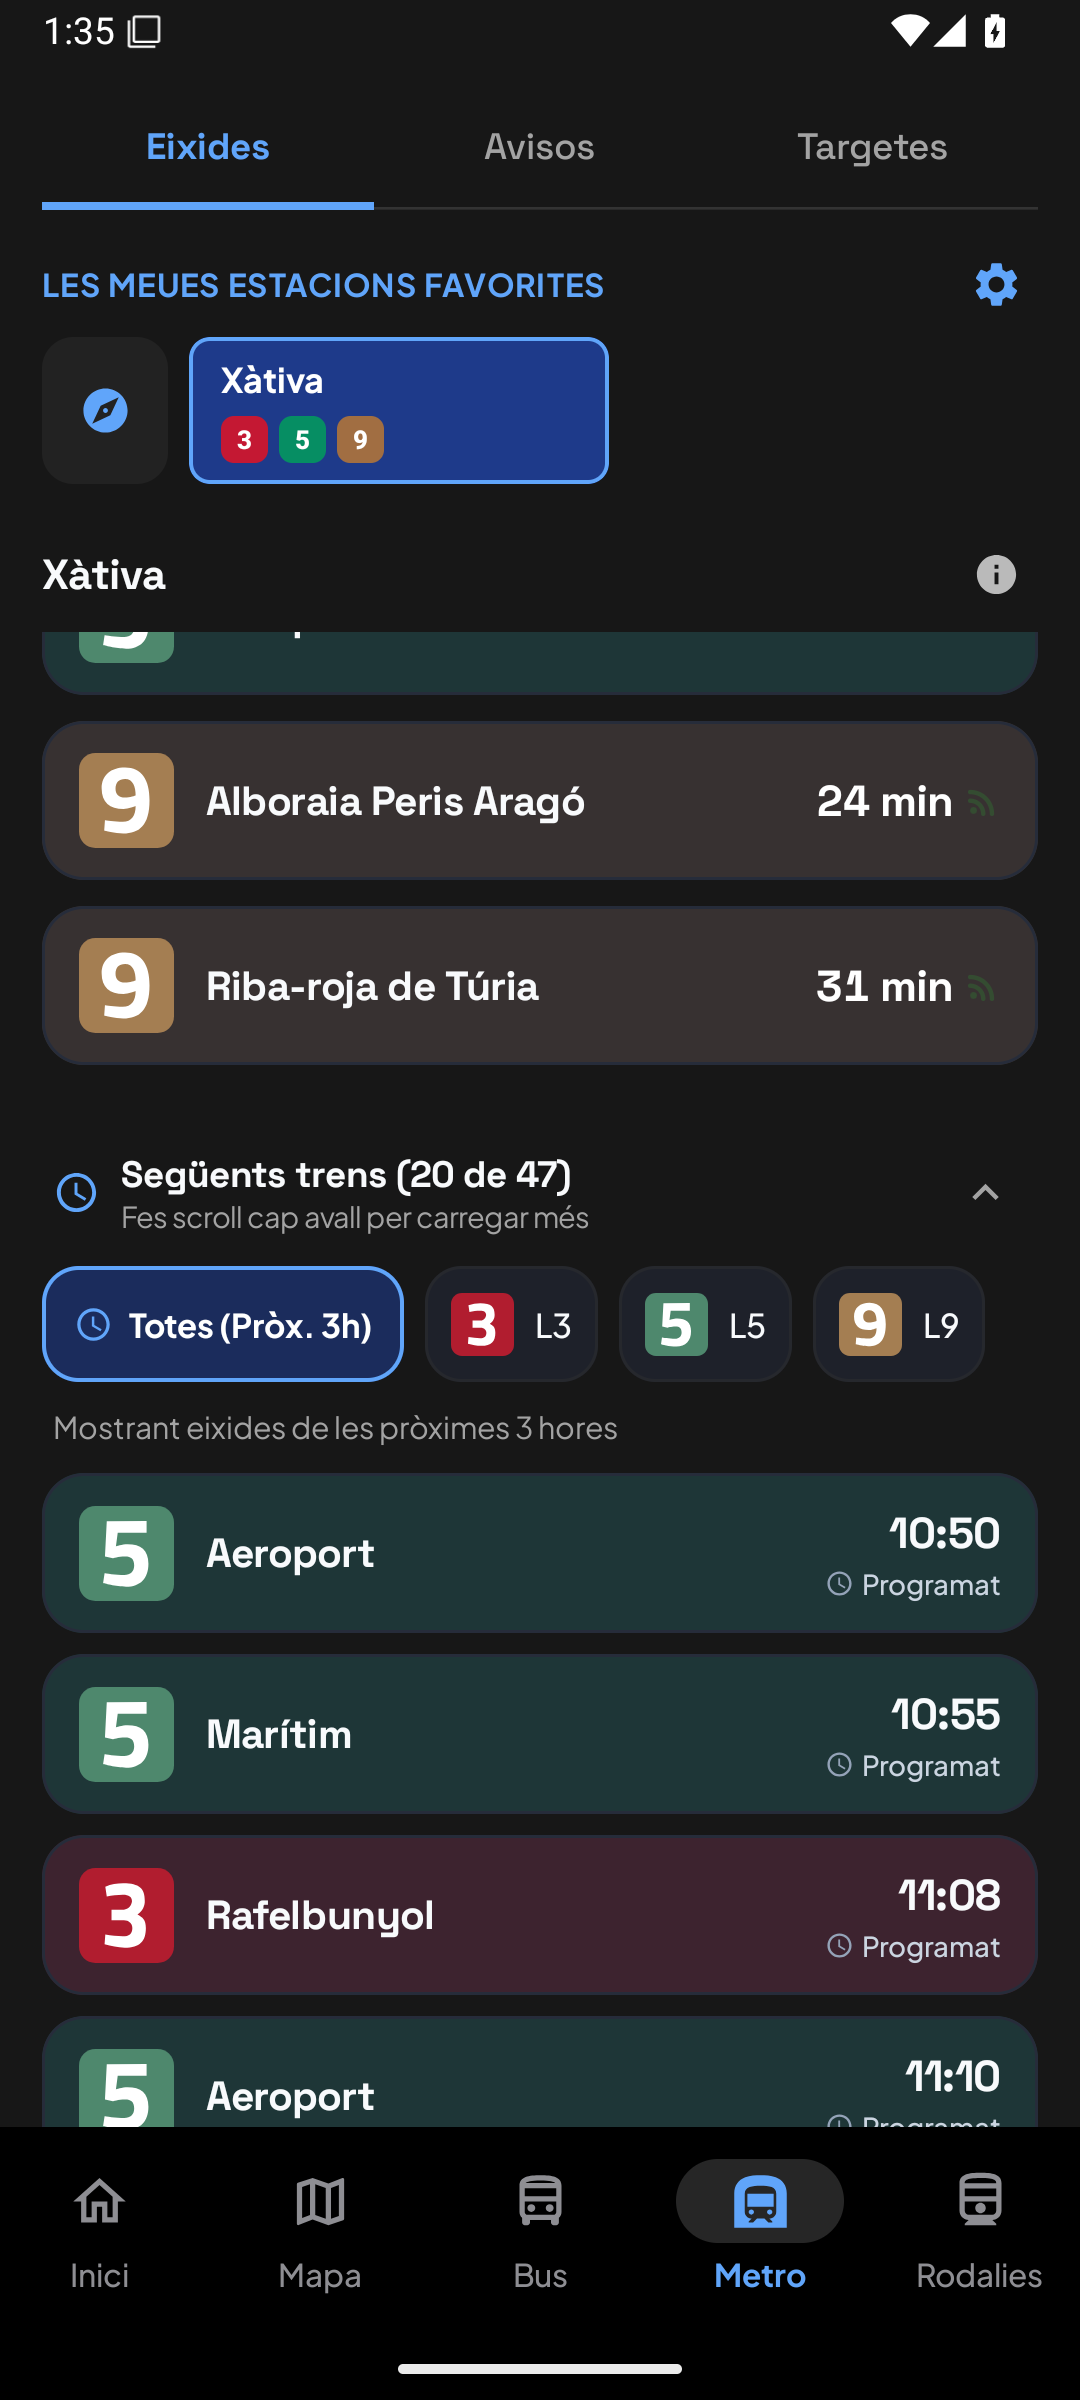 1:35
Eixides
Avisos
Targetes
LES MEUES ESTACIONS FAVORITES
Xàtiva
3 5 9
Xàtiva
9 Alboraia Peris Aragó 24 min
9 Riba-roja de Túria 31 min
Següents trens (20 de 47)
Fes scroll cap avall per carregar més
Totes (Pròx. 3h)
3 L3
5 L5
9 L9
Mostrant eixides de les pròximes 3 hores
5 Aeroport 10:50
Programat
5 Marítim 10:55
Programat
3 Rafelbunyol 11:08
Programat
5 Aeroport 11:10
Programat
Inici
Mapa
Bus
Metro
Rodalies